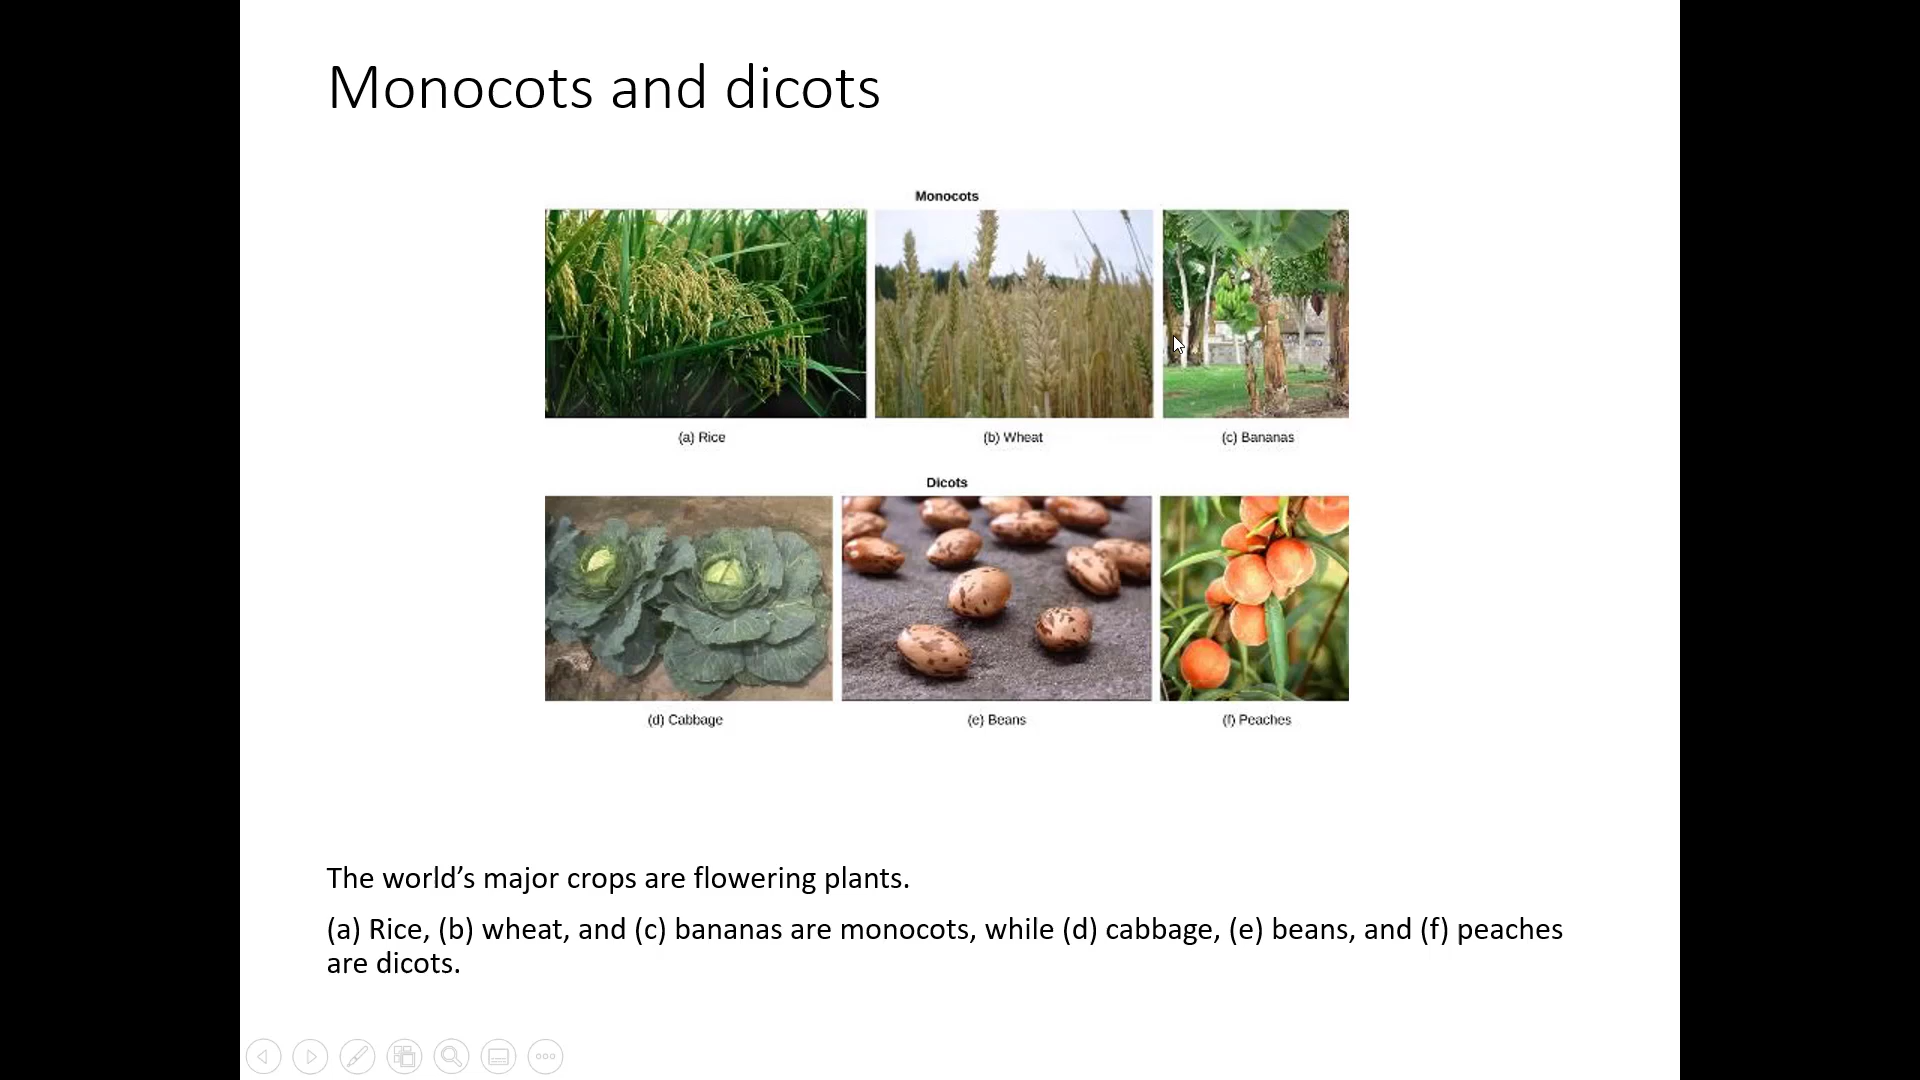 Monocots and dicots
Monocots
(a) Rice
(b) Wheat
(c) Bananas
Dicots
(d) Cabbage
(e) Beans
(f) Peaches
The world’s major crops are flowering plants.
(a) Rice, (b) wheat, and (c) bananas are monocots, while (d) cabbage, (e) beans, and (f) peaches
are dicots.